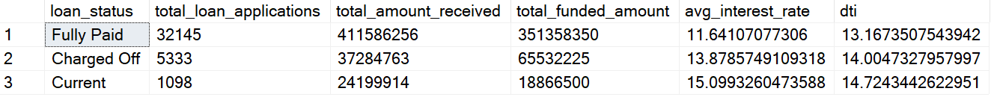 loan_status total_loan_applications total_amount_received total_funded_amount avg_interest_rate dti
1 Fully Paid 32145 411586256 351358350 11.64107077306 13.1673507543942
2 Charged Off 5333 37284763 65532225 13.8785749109318 14.0047327957997
3 Current 1098 24199914 18866500 15.0993260473588 14.7243442622951